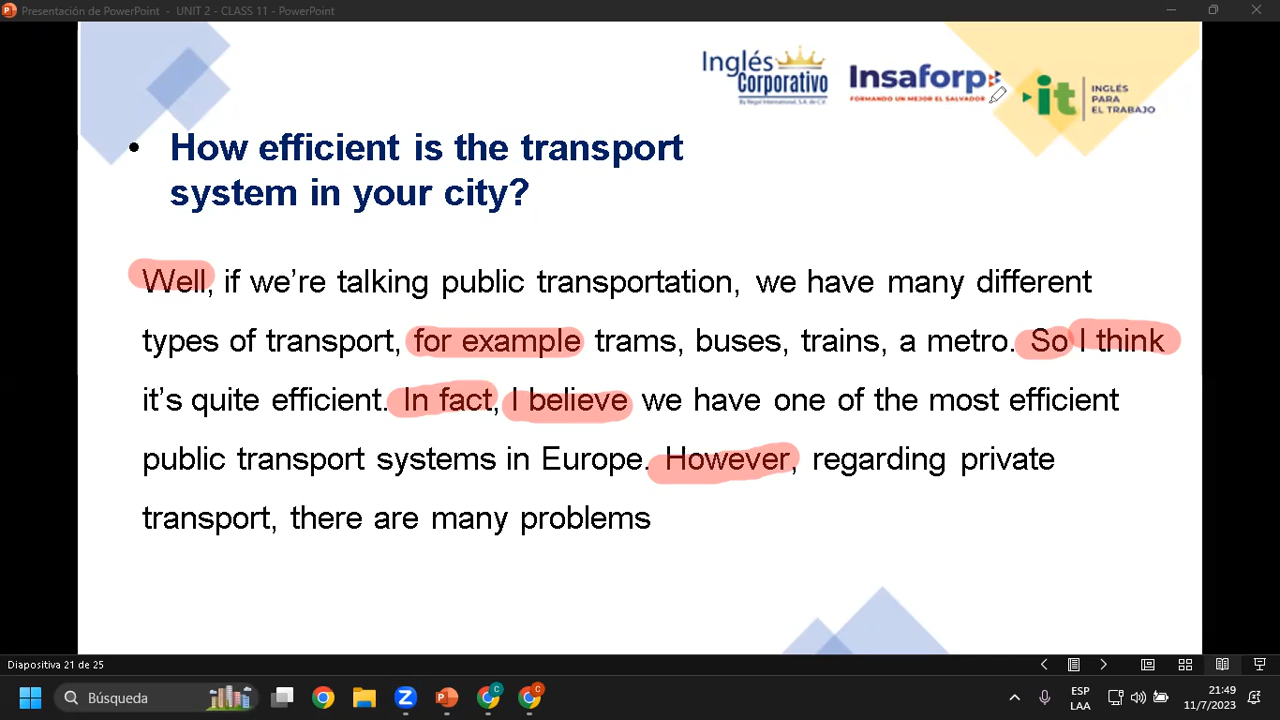 Presentación de PowerPoint - UNIT 2 - CLASS 11 - PowerPoint
Inglés
Corporativo
By Regal International, S.A. de C.V.
Insaforp
FORMANDO UN MEJOR EL SALVADOR
it
INGLÉS
PARA
EL TRABAJO
• How efficient is the transport
system in your city?
Well, if we're talking public transportation, we have many different
types of transport, for example trams, buses, trains, a metro. So I think
it's quite efficient. In fact, I believe we have one of the most efficient
public transport systems in Europe. However, regarding private
transport, there are many problems
Diapositiva 21 de 25
Búsqueda
ESP
LAA
21:49
11/7/2023